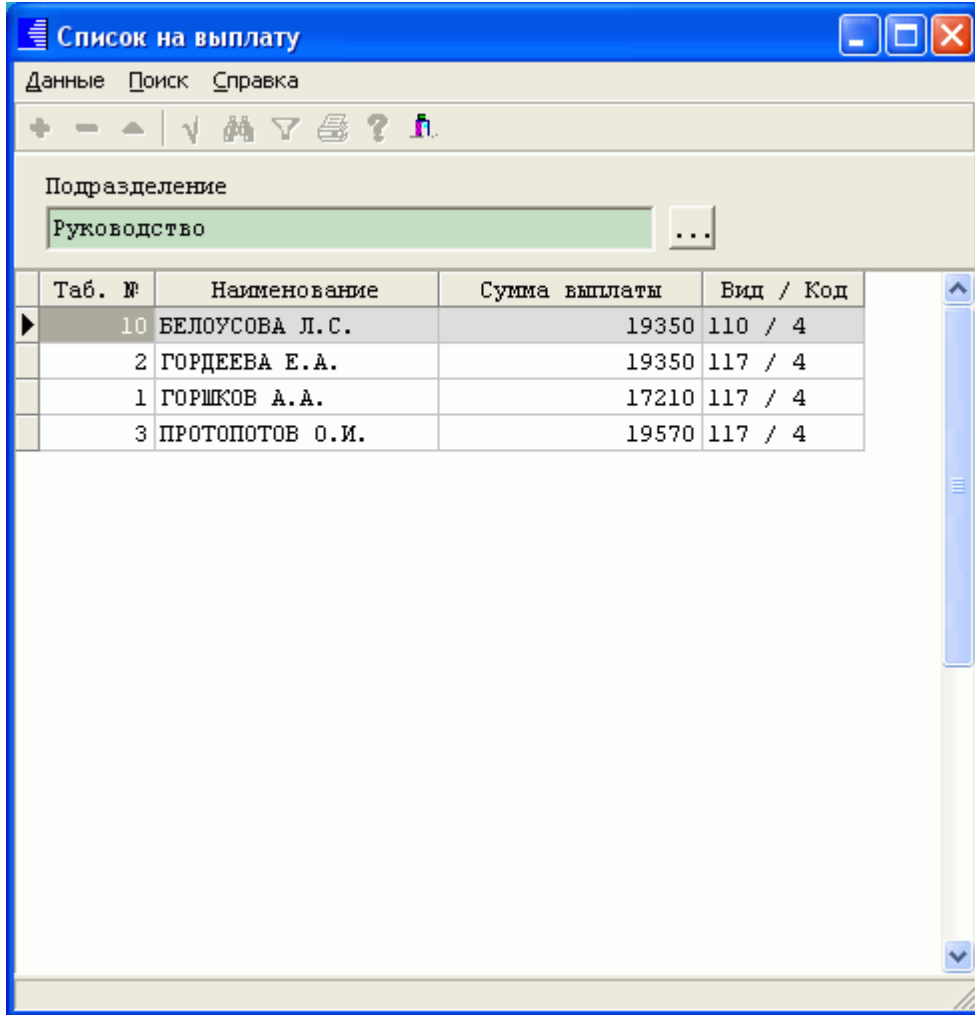 Список на выплату
Данные Поиск Справка
Подразделение
Руководство ...
Таб. № Наименование Сумма выплаты Вид / Код
10 БЕЛОУСОВА Л.С. 19350 110 / 4
2 ГОРДЕЕВА Е.А. 19350 117 / 4
1 ГОРШКОВ А.А. 17210 117 / 4
3 ПРОТОПОТОВ О.И. 19570 117 / 4